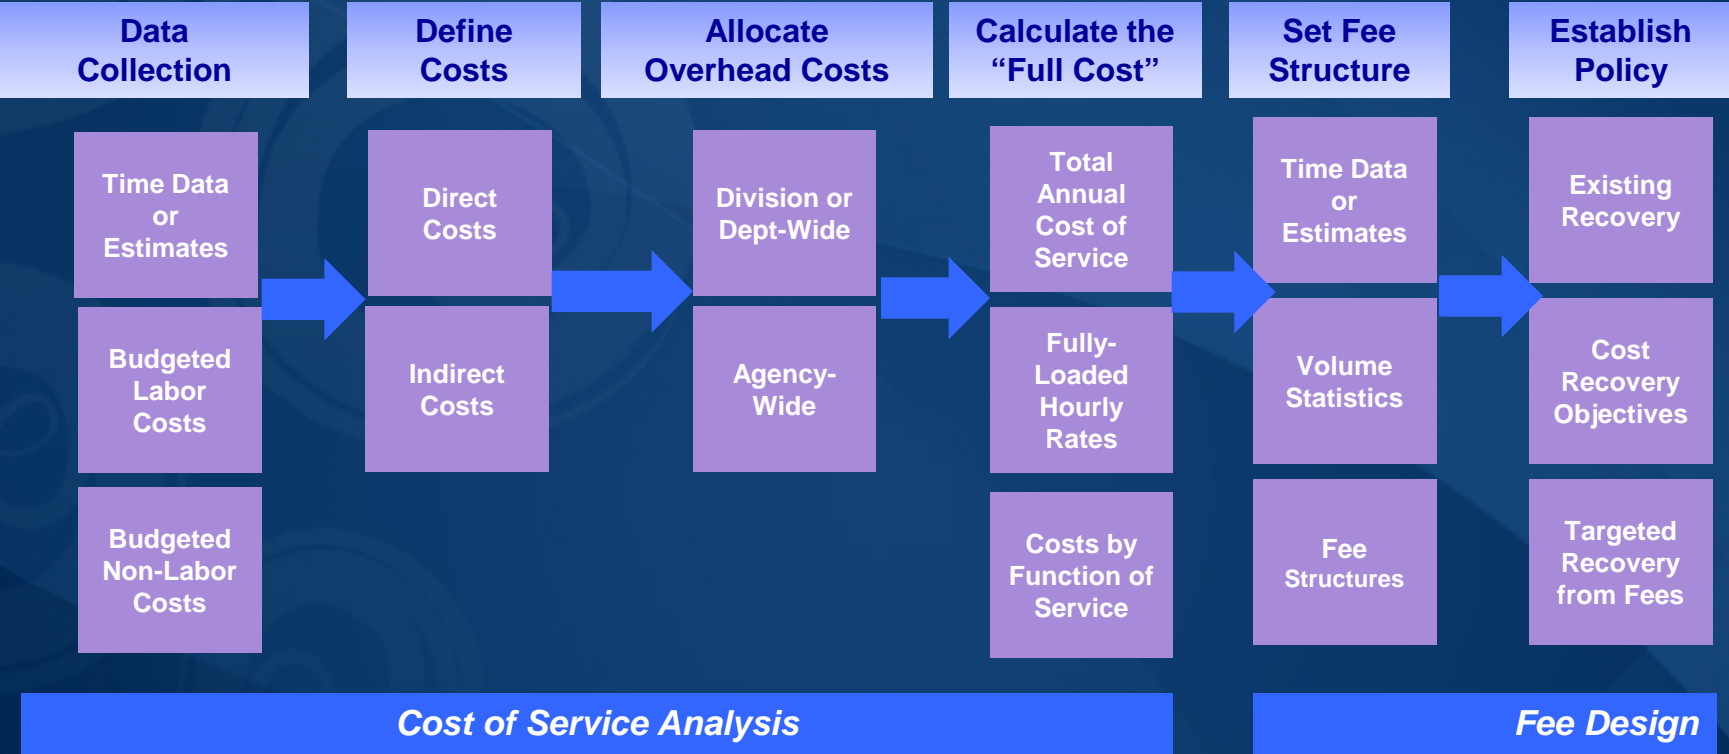 Data
Collection
Define
Costs
Allocate
Overhead Costs
Calculate the
“Full Cost”
Set Fee
Structure
Establish
Policy
Time Data
or
Estimates
Budgeted
Labor
Costs
Budgeted
Non-Labor
Costs
Direct
Costs
Indirect
Costs
Division or
Dept-Wide
Agency-
Wide
Total
Annual
Cost of
Service
Fully-
Loaded
Hourly
Rates
Costs by
Function of
Service
Time Data
or
Estimates
Volume
Statistics
Fee
Structures
Existing
Recovery
Cost
Recovery
Objectives
Targeted
Recovery
from Fees
Cost of Service Analysis
Fee Design